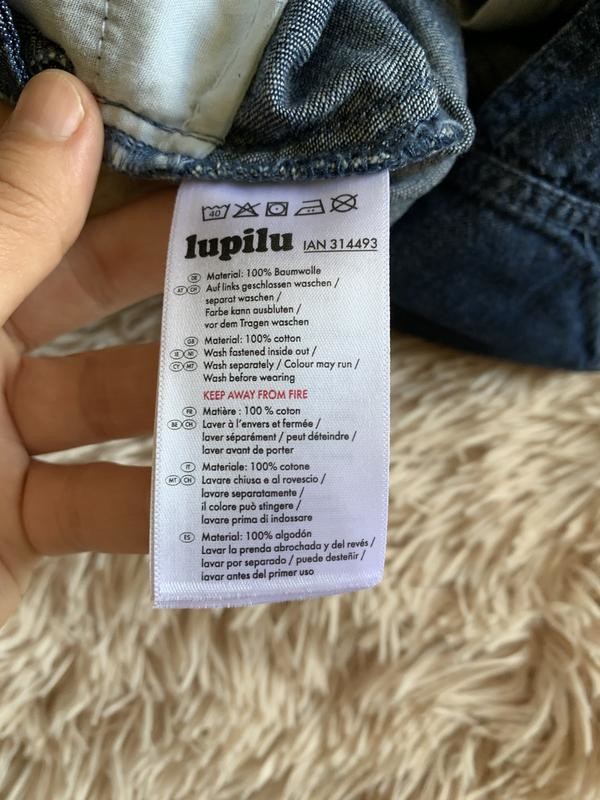 40
lupilu IAN 314493
DE Material: 100% Baumwolle
AT CH Auf links geschlossen waschen /
separat waschen /
Farbe kann ausbluten /
vor dem Tragen waschen
GB Material: 100% cotton
IE NI Wash fastened inside out /
CY MT Wash separately / Colour may run /
Wash before wearing
KEEP AWAY FROM FIRE
FR Matière : 100 % coton
BE CH Laver à l'envers et fermée /
laver séparément / peut déteindre /
laver avant de porter
IT Materiale: 100% cotone
MT CH Lavare chiusa e al rovescio /
lavare separatamente /
il colore può stingere /
lavare prima di indossare
ES Material: 100% algodón
Lavar la prenda abrochada y del revés /
lavar por separado / puede desteñir /
lavar antes del primer uso